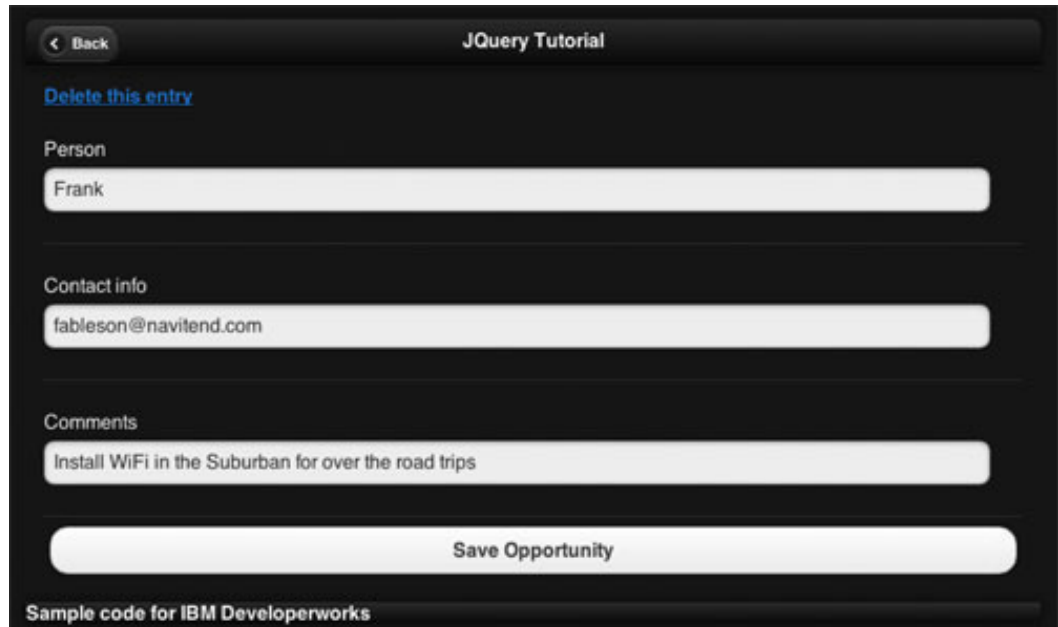 Back
JQuery Tutorial
Delete this entry
Person
Frank
Contact info
fableson@navitend.com
Comments
Install WiFi in the Suburban for over the road trips
Save Opportunity
Sample code for IBM Developerworks